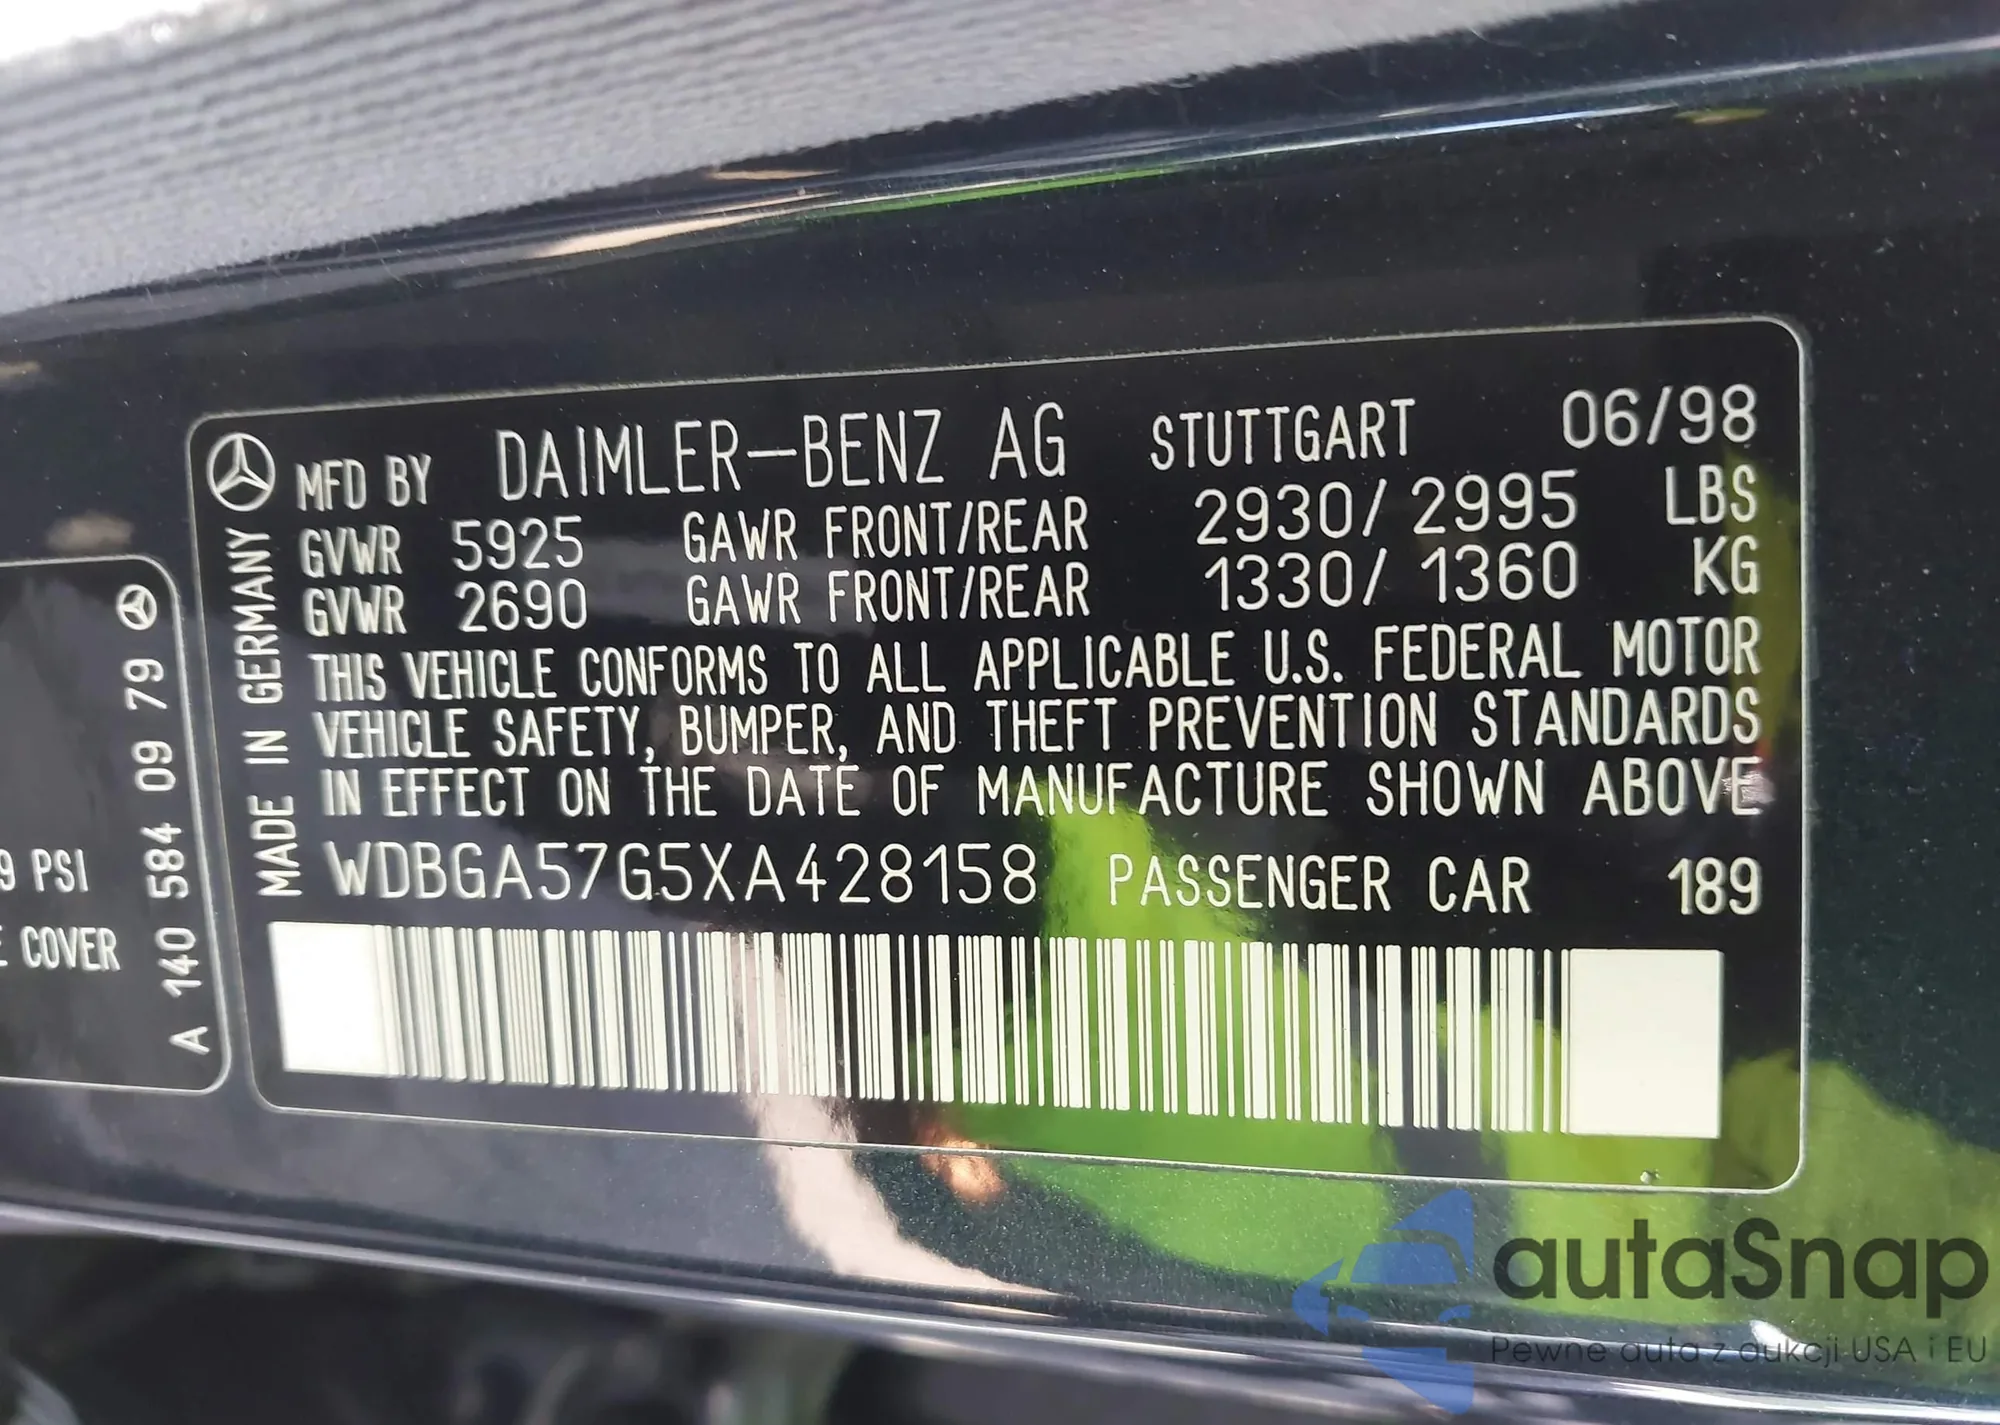 MFD BY DAIMLER-BENZ AG STUTTGART 06/98
GVWR 5925 GAWR FRONT/REAR 2930/ 2995 LBS
GVWR 2690 GAWR FRONT/REAR 1330/ 1360 KG
THIS VEHICLE CONFORMS TO ALL APPLICABLE U.S. FEDERAL MOTOR
VEHICLE SAFETY, BUMPER, AND THEFT PREVENTION STANDARDS
IN EFFECT ON THE DATE OF MANUFACTURE SHOWN ABOVE
WDBGA57G5XA428158 PASSENGER CAR 189
MADE IN GERMANY
A 140 584 09 79
9 PSI
COVER
autaSnap
Pewne auta z aukcji USA i EU